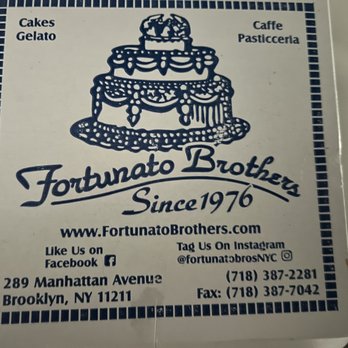 Cakes
Gelato
Caffe
Pasticceria
Fortunato Brothers
Since 1976
www.FortunatoBrothers.com
Like Us on
Facebook
Tag Us On Instagram
@fortunatobrosNYC
289 Manhattan Avenue
Brooklyn, NY 11211
(718) 387-2281
Fax: (718) 387-7042